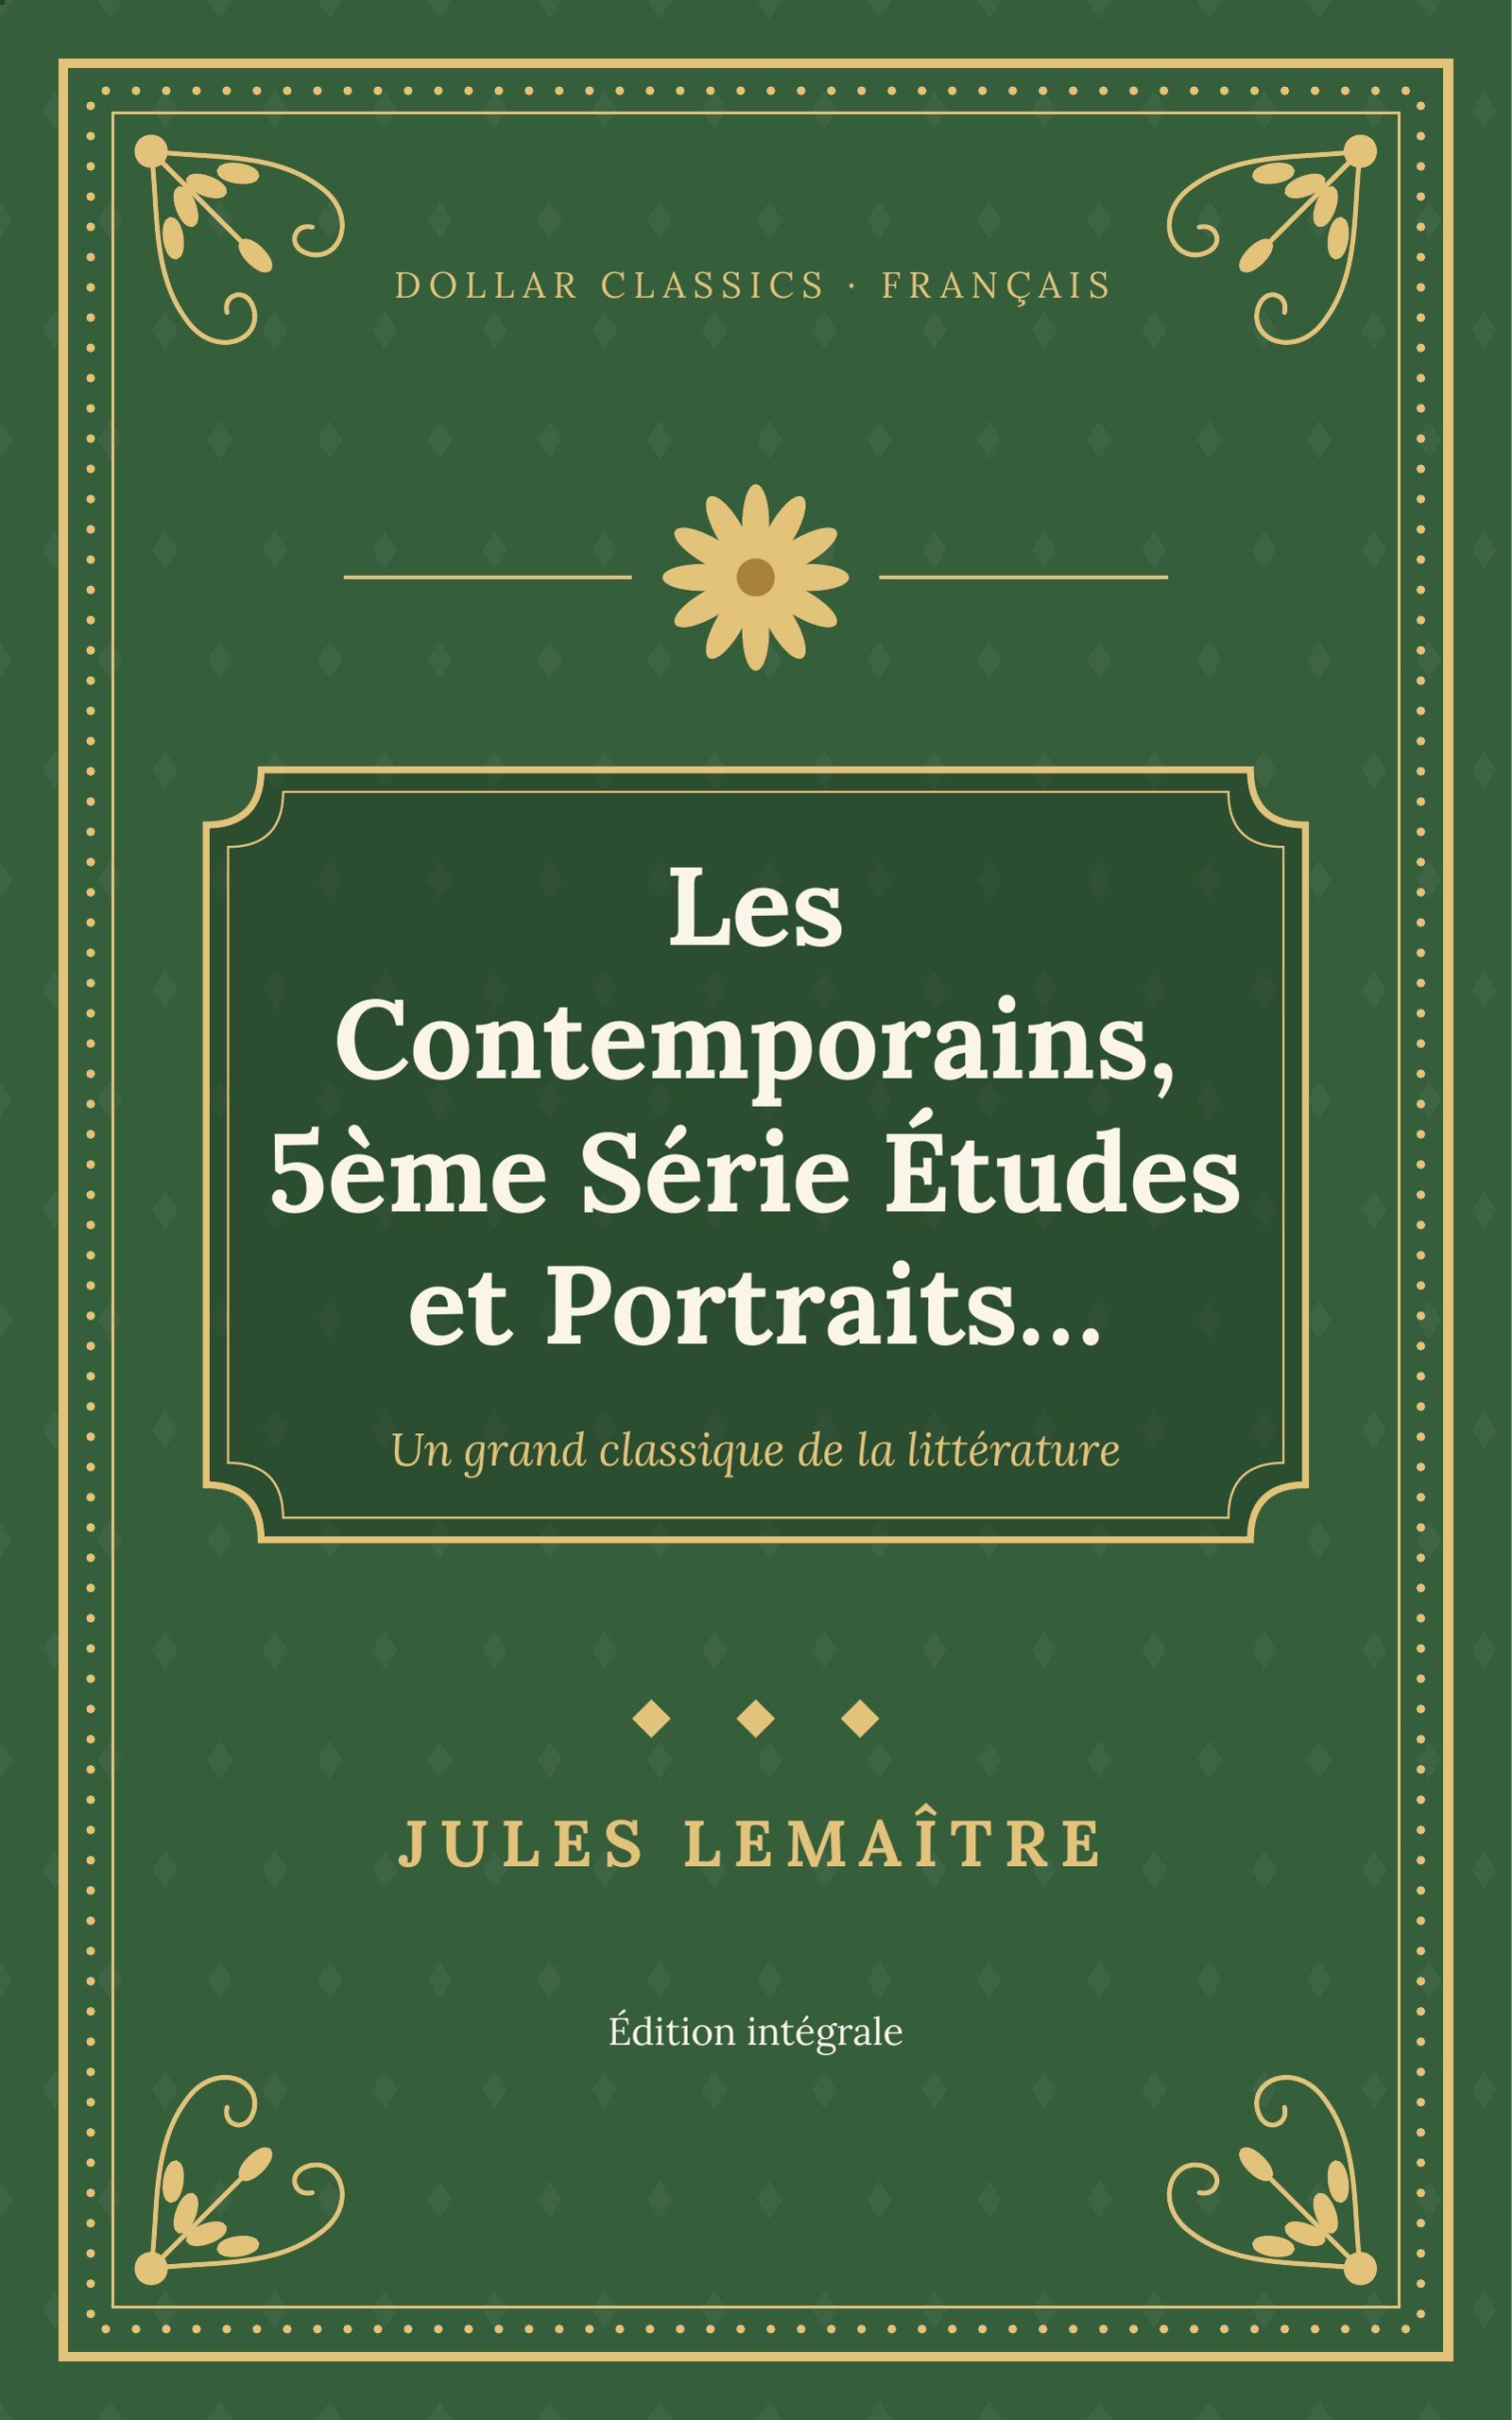 DOLLAR CLASSICS · FRANÇAIS
Les
Contemporains,
5ème Série Études
et Portraits...
Un grand classique de la littérature
JULES LEMAÎTRE
Édition intégrale